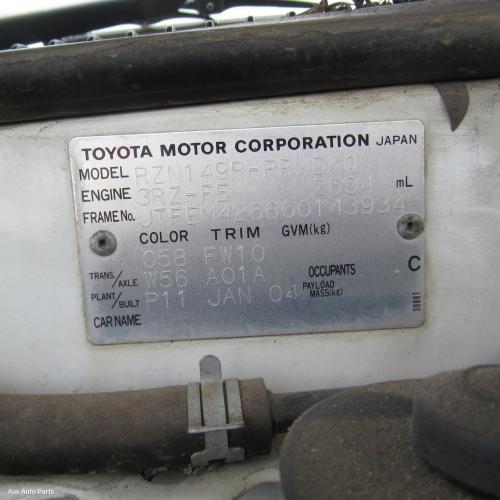 TOYOTA MOTOR CORPORATION JAPAN
MODEL
ENGINE 3RZ-FE 2694 mL
FRAME No. JTFEM426600143934
COLOR TRIM GVM(kg)
058 FW10
TRANS./AXLE W56 A01A OCCUPANTS C
PLANT/BUILT P11 JAN 04 PAYLOAD MASS(kg)
CAR NAME
30881
Aus Auto Parts